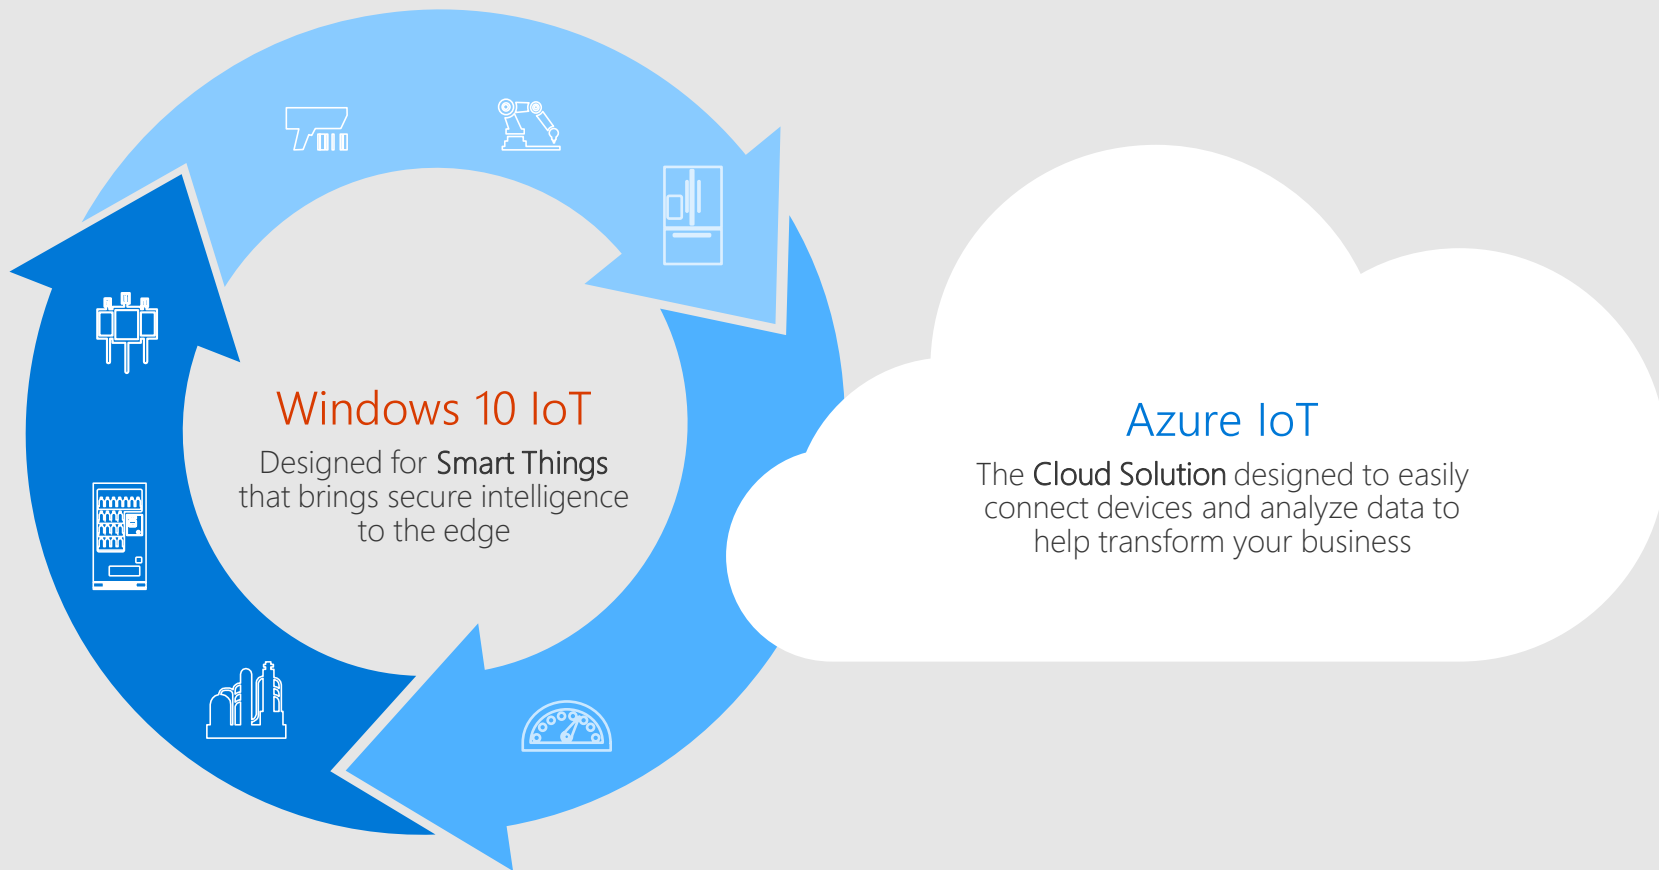 Windows 10 IoT
Designed for Smart Things
that brings secure intelligence
to the edge
Azure IoT
The Cloud Solution designed to easily
connect devices and analyze data to
help transform your business